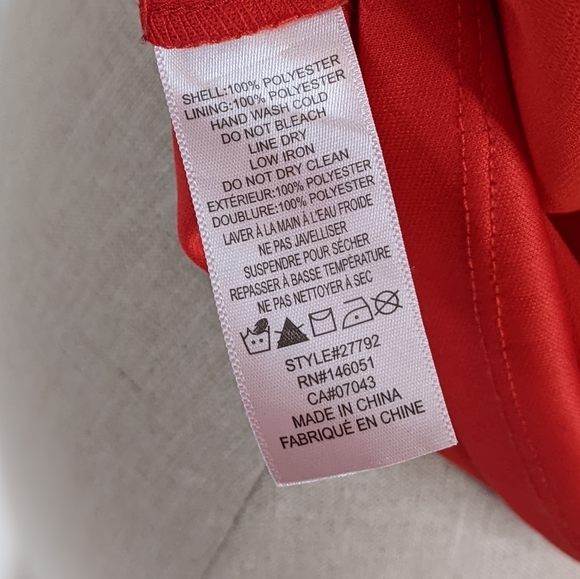 SHELL:100% POLYESTER
LINING:100% POLYESTER
HAND WASH COLD
DO NOT BLEACH
LINE DRY
LOW IRON
DO NOT DRY CLEAN
EXTÉRIEUR:100% POLYESTER
DOUBLURE:100% POLYESTER
LAVER À LA MAIN À L'EAU FROIDE
NE PAS JAVELLISER
SUSPENDRE POUR SÉCHER
REPASSER À BASSE TEMPÉRATURE
NE PAS NETTOYER À SEC
STYLE#27792
RN#146051
CA#07043
MADE IN CHINA
FABRIQUÉ EN CHINE